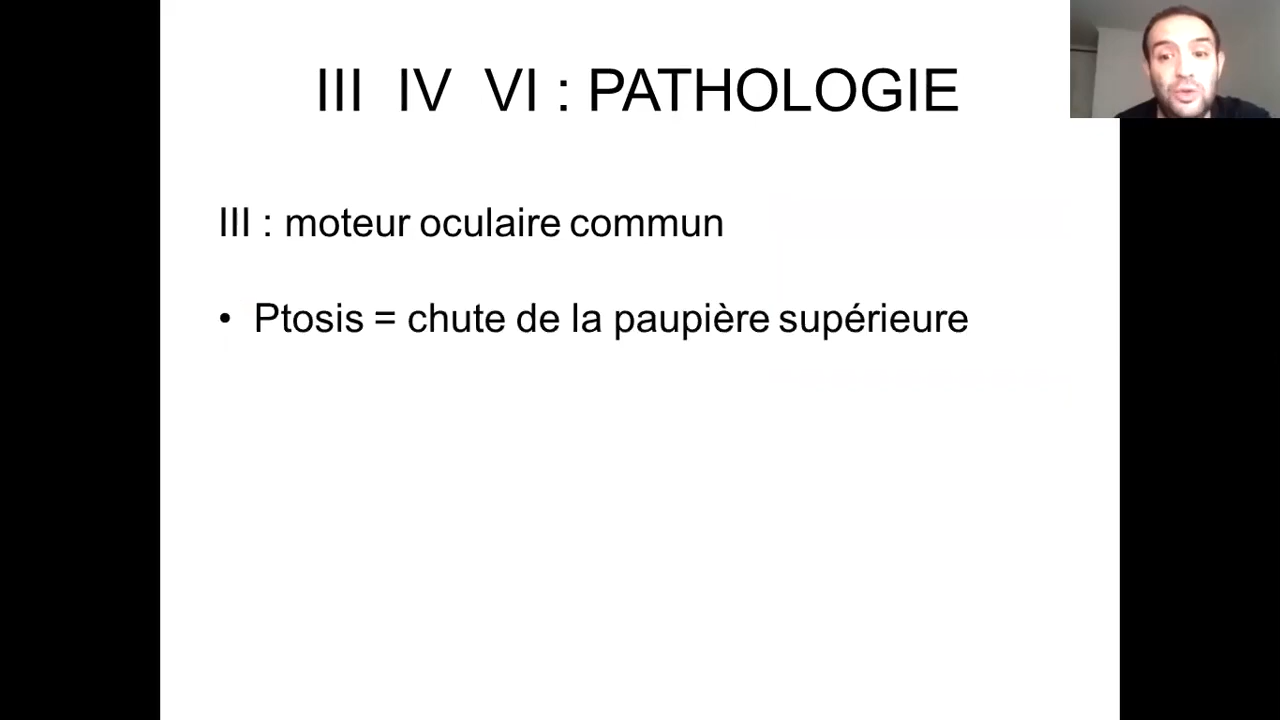 III IV VI : PATHOLOGIE
III : moteur oculaire commun
• Ptosis = chute de la paupière supérieure